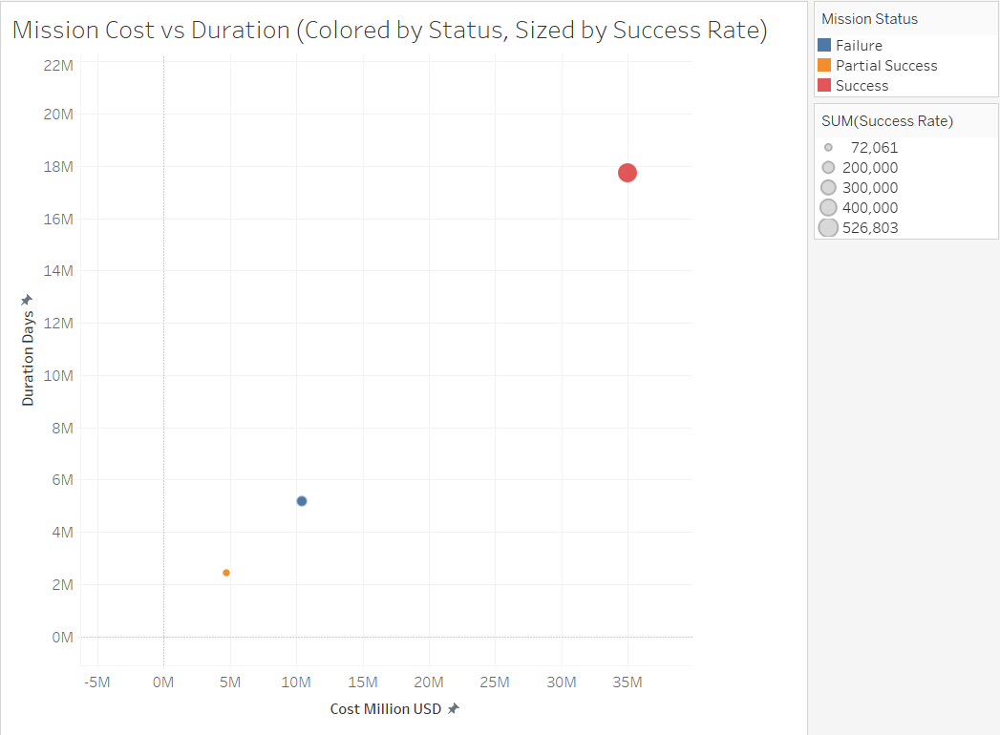 Mission Cost vs Duration (Colored by Status, Sized by Success Rate)
22M
20M
18M
16M
14M
12M
10M
8M
6M
4M
2M
0M
Duration Days
-5M
0M
5M
10M
15M
20M
25M
30M
35M
Cost Million USD
Mission Status
Failure
Partial Success
Success
SUM(Success Rate)
72,061
200,000
300,000
400,000
526,803